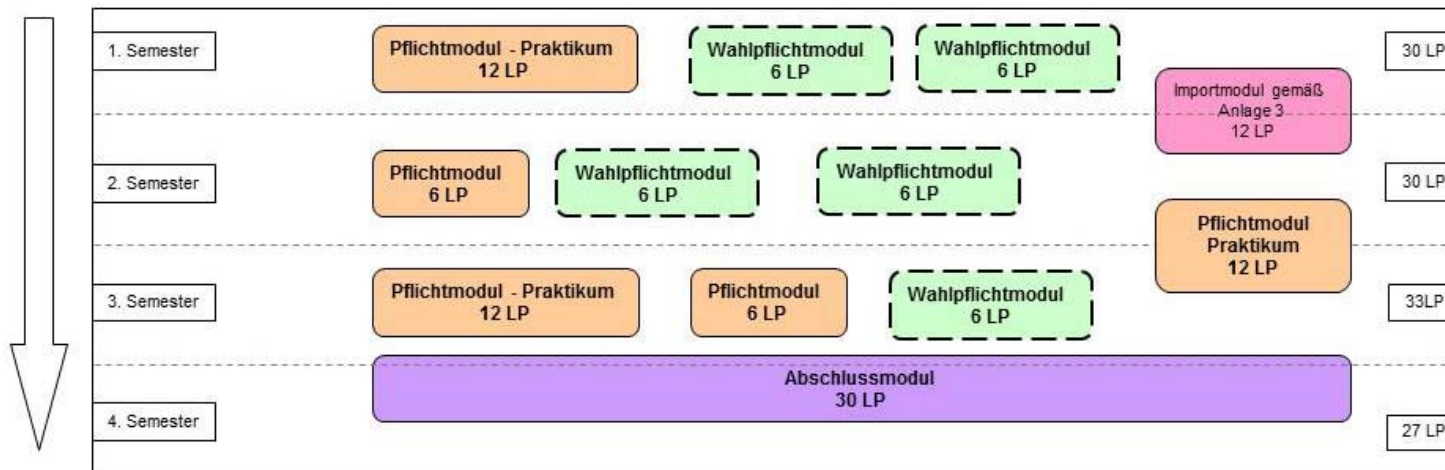 1. Semester
Pflichtmodul - Praktikum
12 LP
Wahlpflichtmodul
6 LP
Wahlpflichtmodul
6 LP
30 LP
Importmodul gemäß
Anlage 3
12 LP
2. Semester
Pflichtmodul
6 LP
Wahlpflichtmodul
6 LP
Wahlpflichtmodul
6 LP
30 LP
Pflichtmodul
Praktikum
12 LP
3. Semester
Pflichtmodul - Praktikum
12 LP
Pflichtmodul
6 LP
Wahlpflichtmodul
6 LP
33LP
Abschlussmodul
30 LP
4. Semester
27 LP